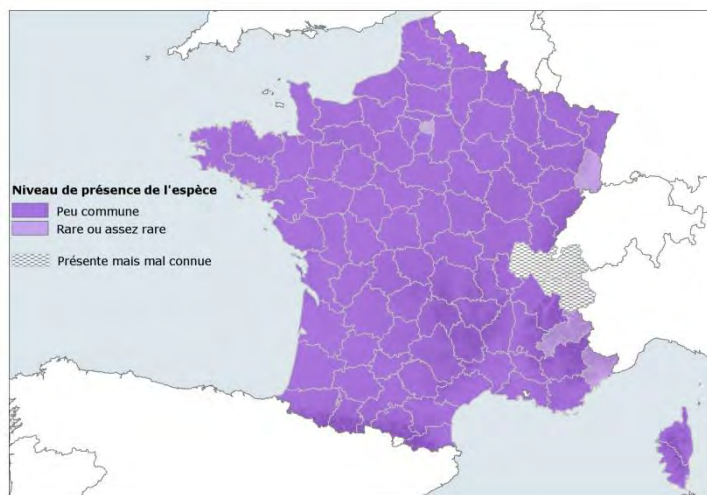 Niveau de présence de l'espèce
Peu commune
Rare ou assez rare
Présente mais mal connue